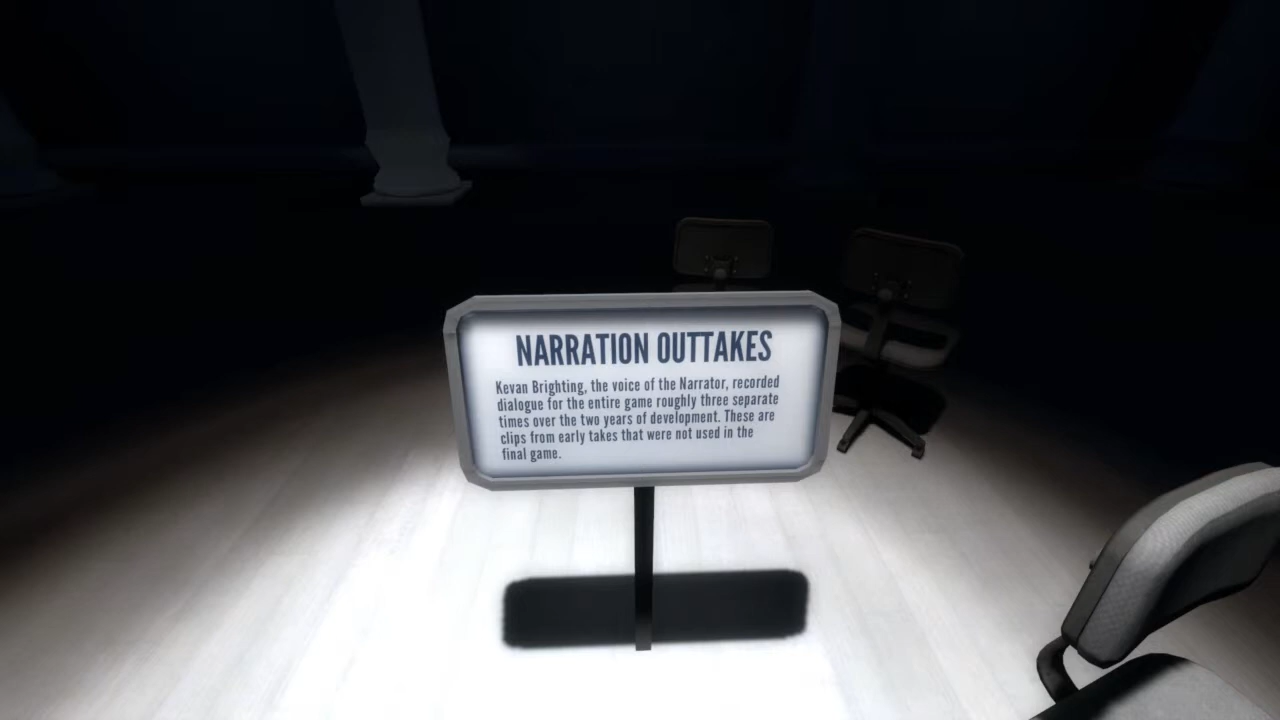 NARRATION OUTTAKES
Kevan Brighting, the voice of the Narrator, recorded
dialogue for the entire game roughly three separate
times over the two years of development. These are
clips from early takes that were not used in the
final game.